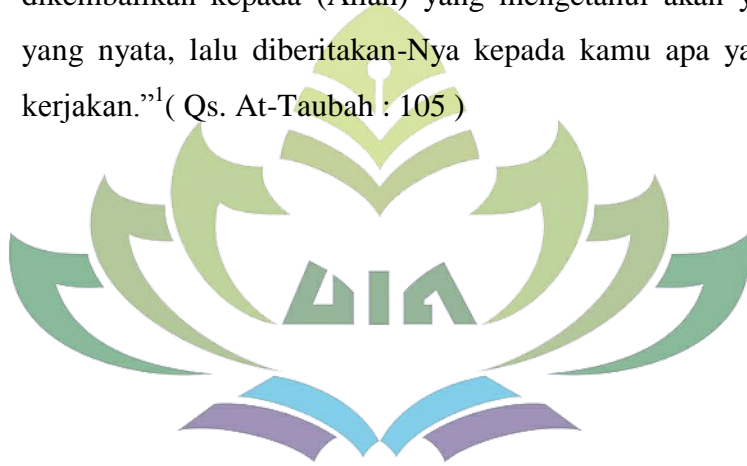 dikembalikan kepada (Allah) yang mengetahui akan
yang nyata, lalu diberitakan-Nya kepada kamu apa
kerjakan.”¹( Qs. At-Taubah : 105 )
UIN